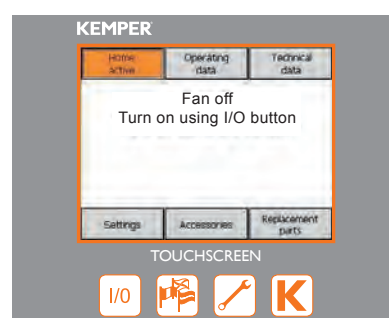 KEMPER
Home Operating Technical
active data data
Fan off
Turn on using I/O button
Settings Accessories Replacement
parts
TOUCHSCREEN
I/0 K